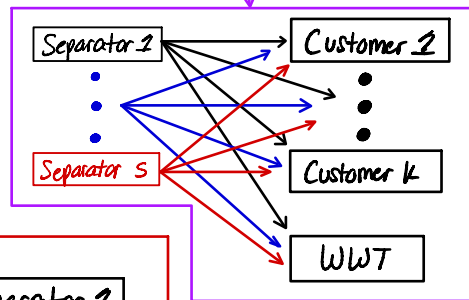 Separator 1
Customer 1
Separator s
Customer k
WWT